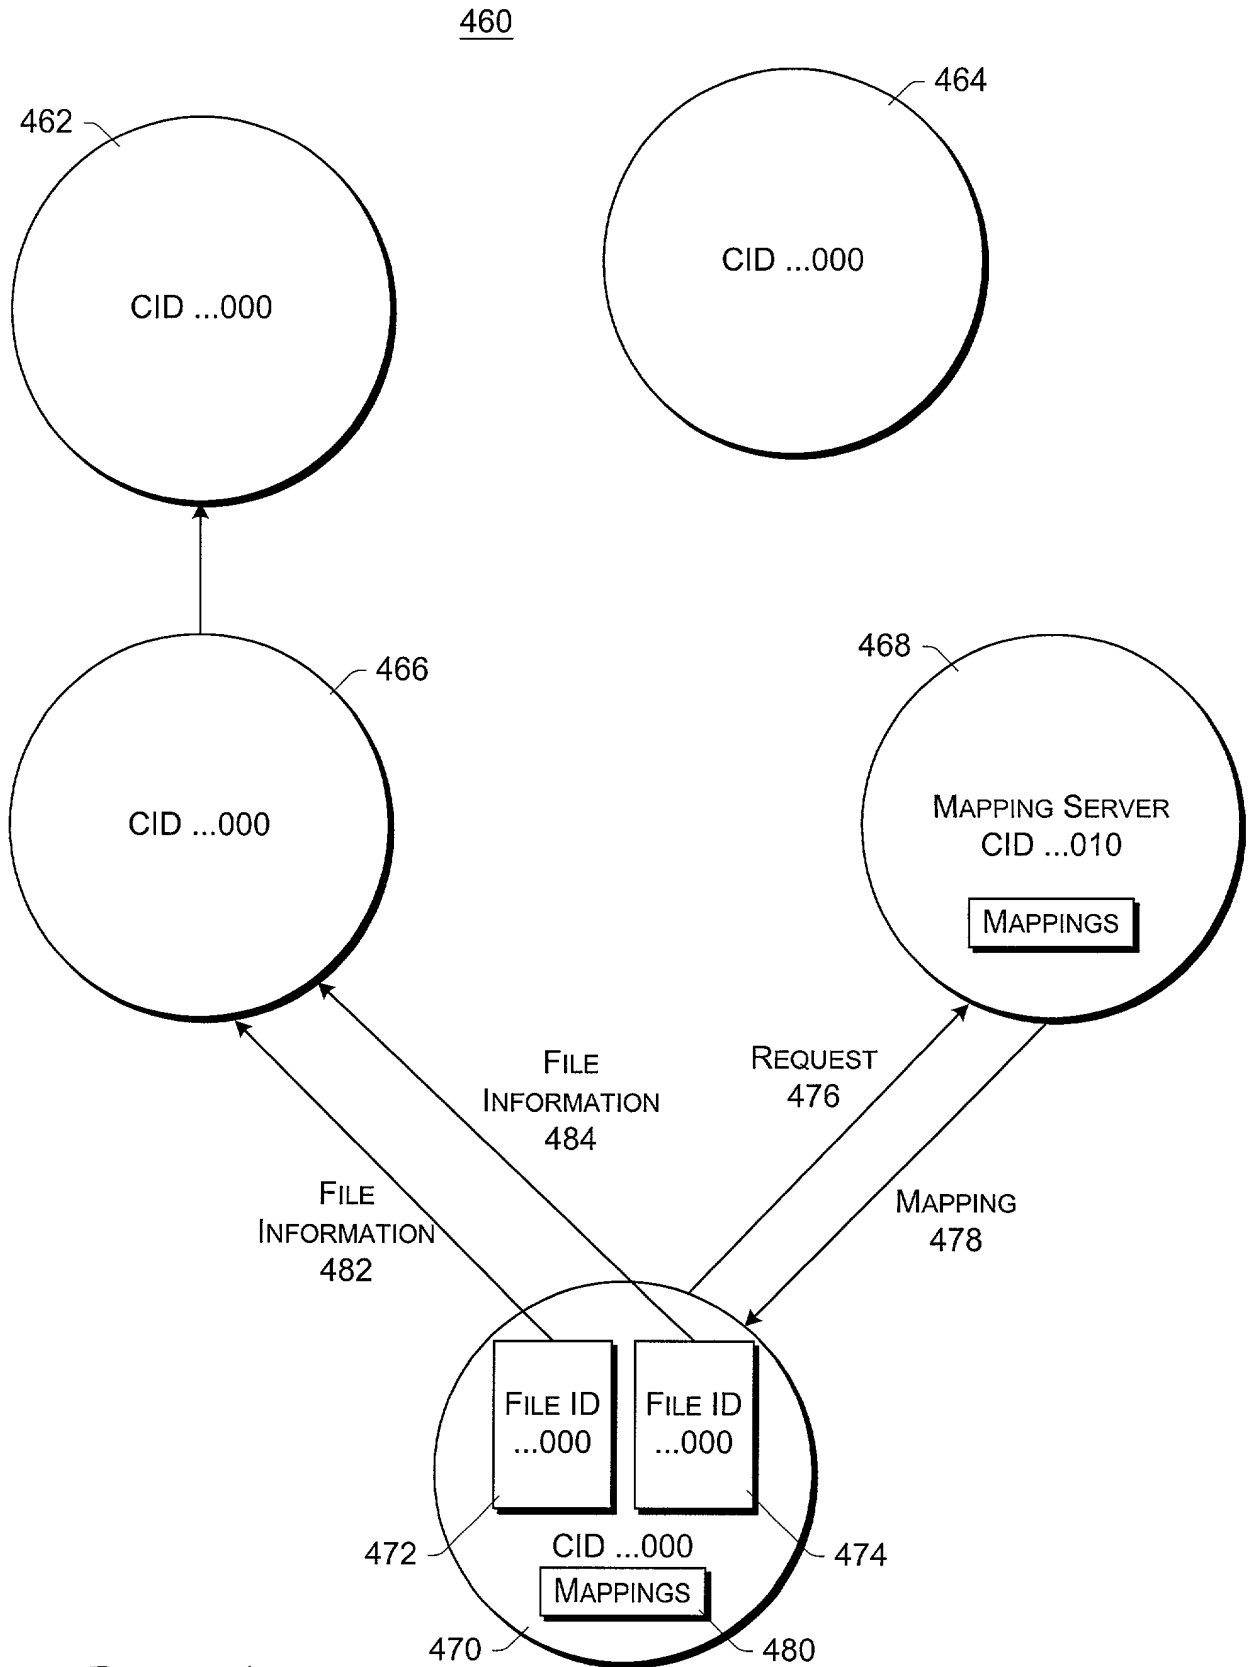 460
464
462
CID ...000
CID ...000
466
468
CID ...000
MAPPING SERVER
CID ...010
MAPPINGS
FILE
INFORMATION
484
REQUEST
476
FILE
INFORMATION
482
MAPPING
478
FILE ID
...000
FILE ID
...000
472
CID ...000
474
MAPPINGS
470
480